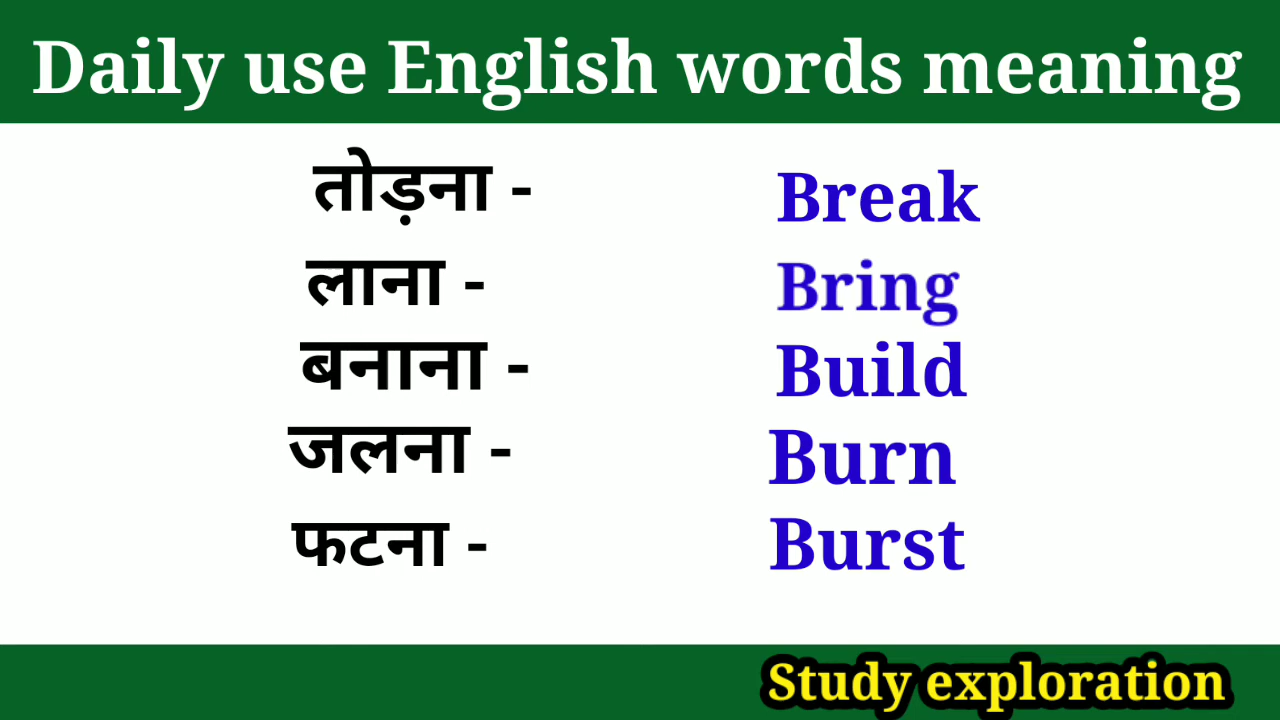 Daily use English words meaning
तोड़ना - Break
लाना - Bring
बनाना - Build
जलना - Burn
फटना - Burst
Study exploration